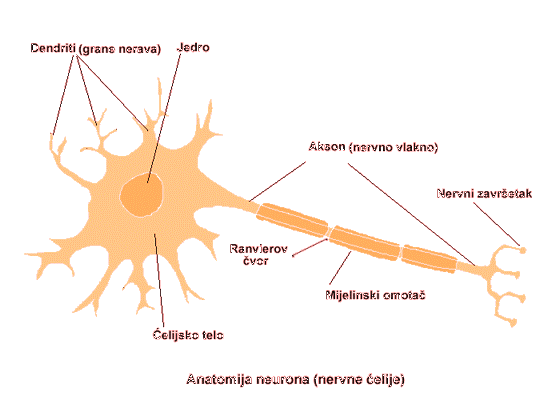 Dendriti (grane nerava)
Jedro
Akson (nervno vlakno)
Nervni završetak
Ranvierov
čvor
Mijelinski omotač
Ćelijsko telo
Anatomija neurona (nervne ćelije)